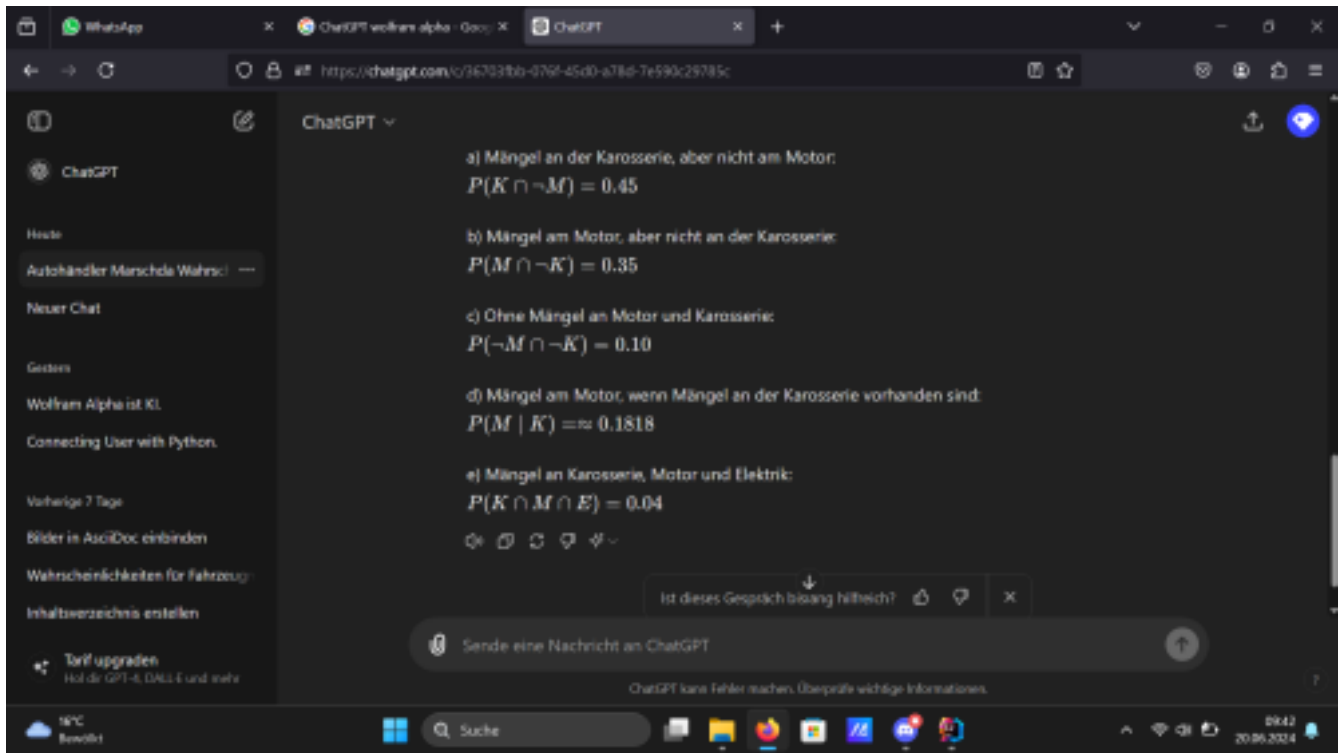 WhatsApp
ChatGPT wolfram alpha - Goog
ChatGPT
https://chatgpt.com/c/36703fbb-076f-45d0-a78d-7e590c29785c
ChatGPT
ChatGPT
Heute
Autohändler Marschda Wahrsc
Neuer Chat
Gestern
Wolfram Alpha ist KI.
Connecting User with Python.
Vorherige 7 Tage
Bilder in AsciiDoc einbinden
Wahrscheinlichkeiten für Fahrzeug
Inhaltsverzeichnis erstellen
Tarif upgraden
Hol dir GPT-4, DALL·E und mehr
a) Mängel an der Karosserie, aber nicht am Motor:
P(K ∩ ¬M) = 0.45
b) Mängel am Motor, aber nicht an der Karosserie:
P(M ∩ ¬K) = 0.35
c) Ohne Mängel an Motor und Karosserie:
P(¬M ∩ ¬K) = 0.10
d) Mängel am Motor, wenn Mängel an der Karosserie vorhanden sind:
P(M | K) =≈ 0.1818
e) Mängel an Karosserie, Motor und Elektrik:
P(K ∩ M ∩ E) = 0.04
Ist dieses Gespräch bislang hilfreich?
Sende eine Nachricht an ChatGPT
ChatGPT kann Fehler machen. Überprüfe wichtige Informationen.
?
16°C
Bewölkt
Suche
09:42
20.06.2024